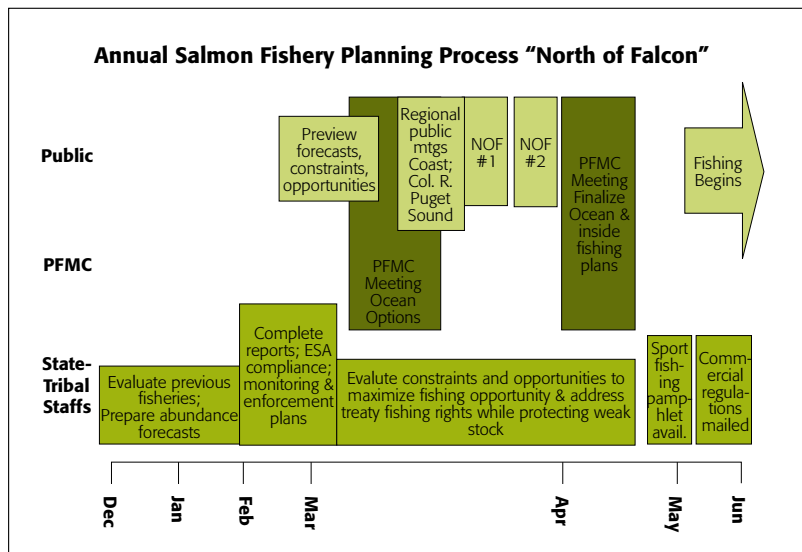 Annual Salmon Fishery Planning Process “North of Falcon”
Public
Preview
forecasts,
constraints,
opportunities
Regional
public
mtgs
Coast;
Col. R.
Puget
Sound
NOF
#1
NOF
#2
PFMC
Meeting
Finalize
Ocean &
inside
fishing
plans
Fishing
Begins
PFMC
PFMC
Meeting
Ocean
Options
State-
Tribal
Staffs
Evaluate previous
fisheries;
Prepare abundance
forecasts
Complete
reports; ESA
compliance;
monitoring &
enforcement
plans
Evalute constraints and opportunities to
maximize fishing opportunity & address
treaty fishing rights while protecting weak
stock
Sport
fish-
ing
pamp-
hlet
avail.
Comm-
ercial
regula-
tions
mailed
Dec
Jan
Feb
Mar
Apr
May
Jun